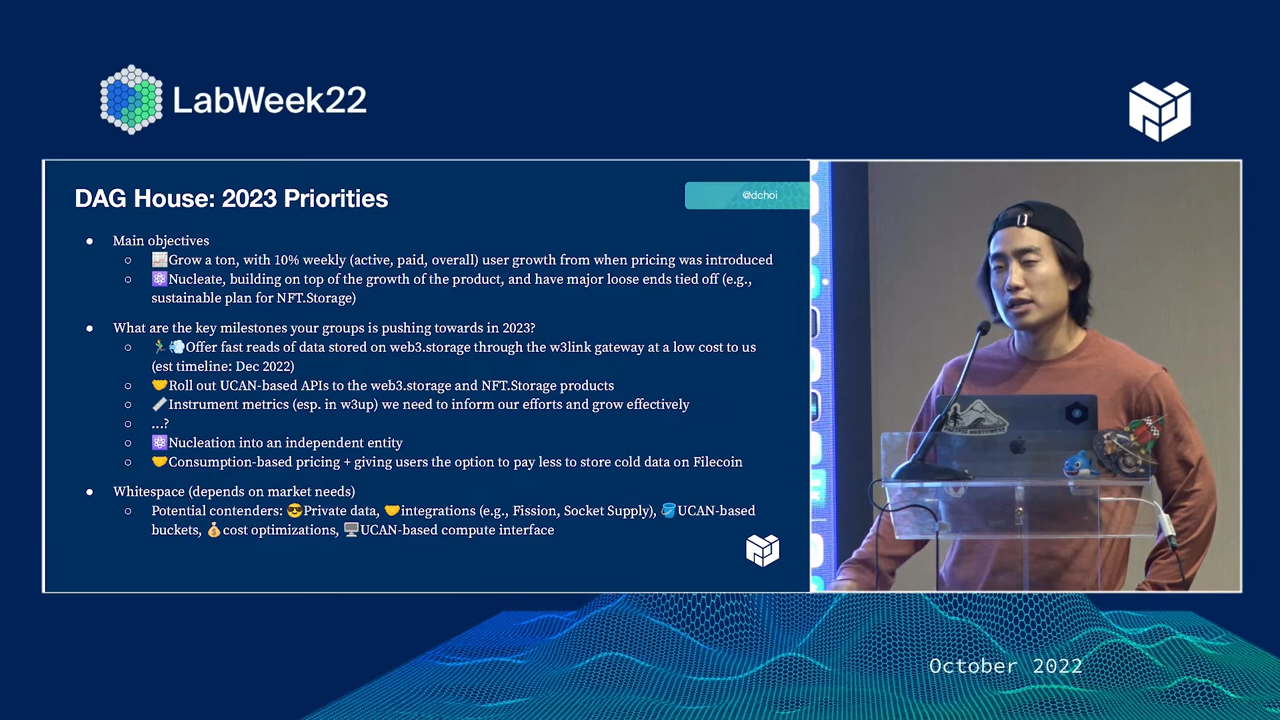 LabWeek22
DAG House: 2023 Priorities
@dchoi
● Main objectives
○ 📈Grow a ton, with 10% weekly (active, paid, overall) user growth from when pricing was introduced
○ ⚛️Nucleate, building on top of the growth of the product, and have major loose ends tied off (e.g.,
sustainable plan for NFT.Storage)
● What are the key milestones your groups is pushing towards in 2023?
○ 🏃‍♂️💨Offer fast reads of data stored on web3.storage through the w3link gateway at a low cost to us
(est timeline: Dec 2022)
○ 🤝Roll out UCAN-based APIs to the web3.storage and NFT.Storage products
○ 📏Instrument metrics (esp. in w3up) we need to inform our efforts and grow effectively
○ ...?
○ ⚛️Nucleation into an independent entity
○ 🤝Consumption-based pricing + giving users the option to pay less to store cold data on Filecoin
● Whitespace (depends on market needs)
○ Potential contenders: 😎Private data, 🤝integrations (e.g., Fission, Socket Supply), 🪣UCAN-based
buckets, 💰cost optimizations, 🖥️UCAN-based compute interface
October 2022